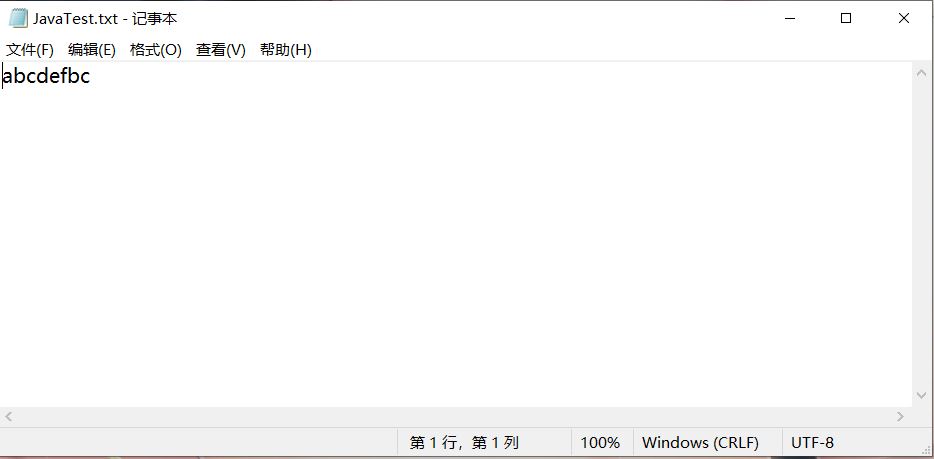 JavaTest.txt - 记事本
文件(F) 编辑(E) 格式(O) 查看(V) 帮助(H)
abcdefbc
第 1 行，第 1 列 100% Windows (CRLF) UTF-8